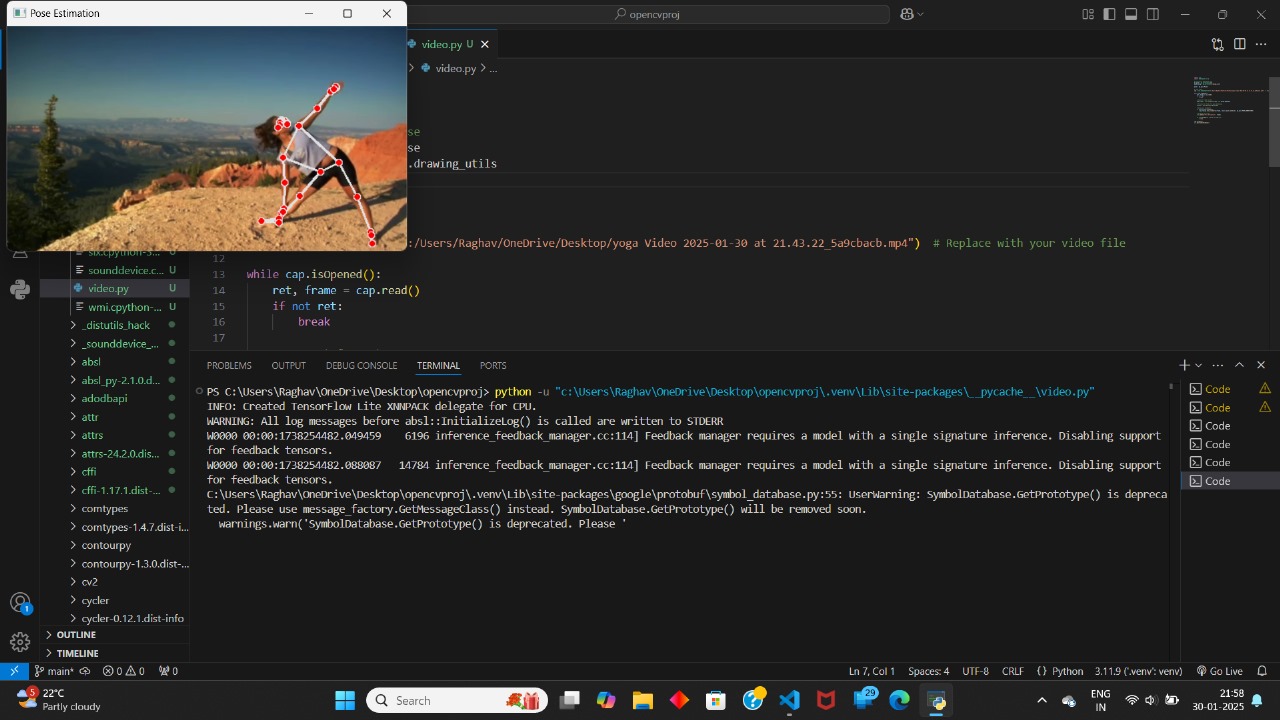 Pose Estimation
opencvproj
video.py U
video.py > ...
se
se
.drawing_utils
:/Users/Raghav/OneDrive/Desktop/yoga Video 2025-01-30 at 21.43.22_5a9cbacb.mp4")  # Replace with your video file
12
13 while cap.isOpened():
14 ret, frame = cap.read()
15 if not ret:
16 break
17
sounddevice.c... U
video.py U
wmi.cpython-... U
_distutils_hack
_sounddevice_...
absl
absl_py-2.1.0.d...
adodbapi
attr
attrs
attrs-24.2.0.dis...
cffi
cffi-1.17.1.dist-...
comtypes
comtypes-1.4.7.dist-i...
contourpy
contourpy-1.3.0.dist-...
cv2
cycler
cycler-0.12.1.dist-info
OUTLINE
TIMELINE
PROBLEMS OUTPUT DEBUG CONSOLE TERMINAL PORTS
PS C:\Users\Raghav\OneDrive\Desktop\opencvproj> python -u "c:\Users\Raghav\OneDrive\Desktop\opencvproj\.venv\Lib\site-packages\__pycache__\video.py"
INFO: Created TensorFlow Lite XNNPACK delegate for CPU.
WARNING: All log messages before absl::InitializeLog() is called are written to STDERR
W0000 00:00:1738254482.049459    6196 inference_feedback_manager.cc:114] Feedback manager requires a model with a single signature inference. Disabling support
for feedback tensors.
W0000 00:00:1738254482.088087   14784 inference_feedback_manager.cc:114] Feedback manager requires a model with a single signature inference. Disabling support
for feedback tensors.
C:\Users\Raghav\OneDrive\Desktop\opencvproj\.venv\Lib\site-packages\google\protobuf\symbol_database.py:55: UserWarning: SymbolDatabase.GetPrototype() is depreca
ted. Please use message_factory.GetMessageClass() instead. SymbolDatabase.GetPrototype() will be removed soon.
warnings.warn('SymbolDatabase.GetPrototype() is deprecated. Please '
Code
Code
Code
Code
Code
Code
1
main* 0 0 0
Ln 7, Col 1 Spaces: 4 UTF-8 CRLF {} Python 3.11.9 ('.venv': venv) Go Live
5
22°C
Partly cloudy
Search
29
ENG
IN
21:58
30-01-2025